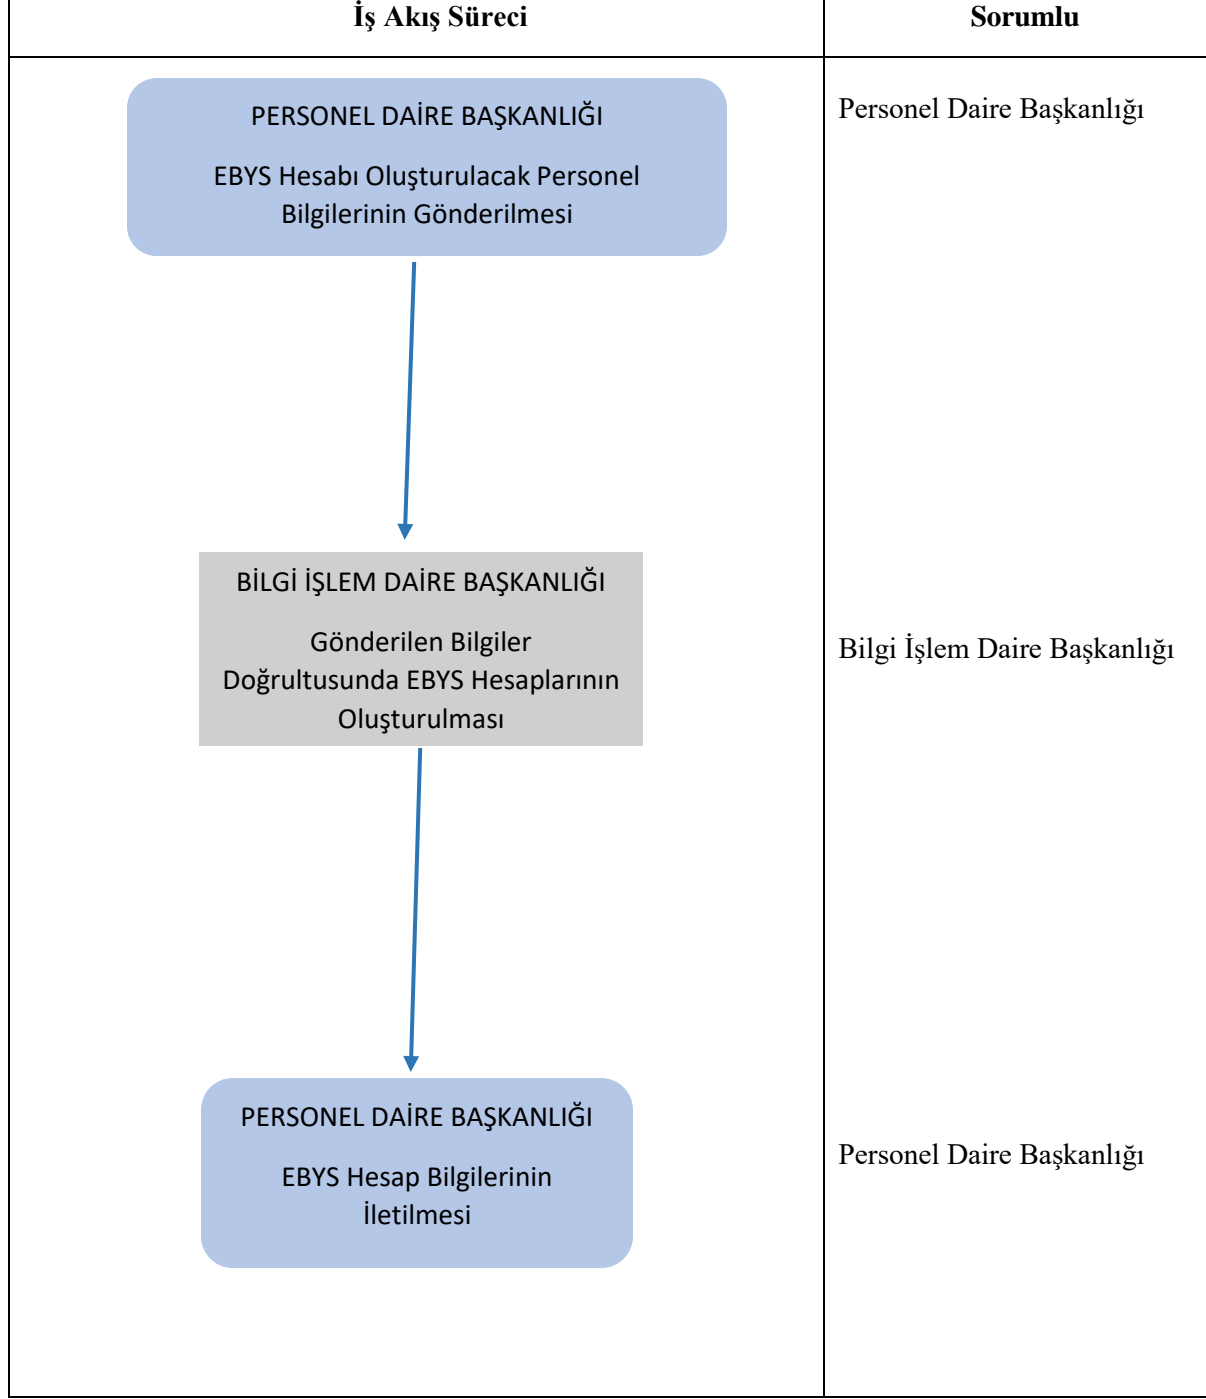 İş Akış Süreci
Sorumlu
PERSONEL DAİRE BAŞKANLIĞI
EBYS Hesabı Oluşturulacak Personel
Bilgilerinin Gönderilmesi
Personel Daire Başkanlığı
BİLGİ İŞLEM DAİRE BAŞKANLIĞI
Gönderilen Bilgiler
Doğrultusunda EBYS Hesaplarının
Oluşturulması
Bilgi İşlem Daire Başkanlığı
PERSONEL DAİRE BAŞKANLIĞI
EBYS Hesap Bilgilerinin
İletilmesi
Personel Daire Başkanlığı